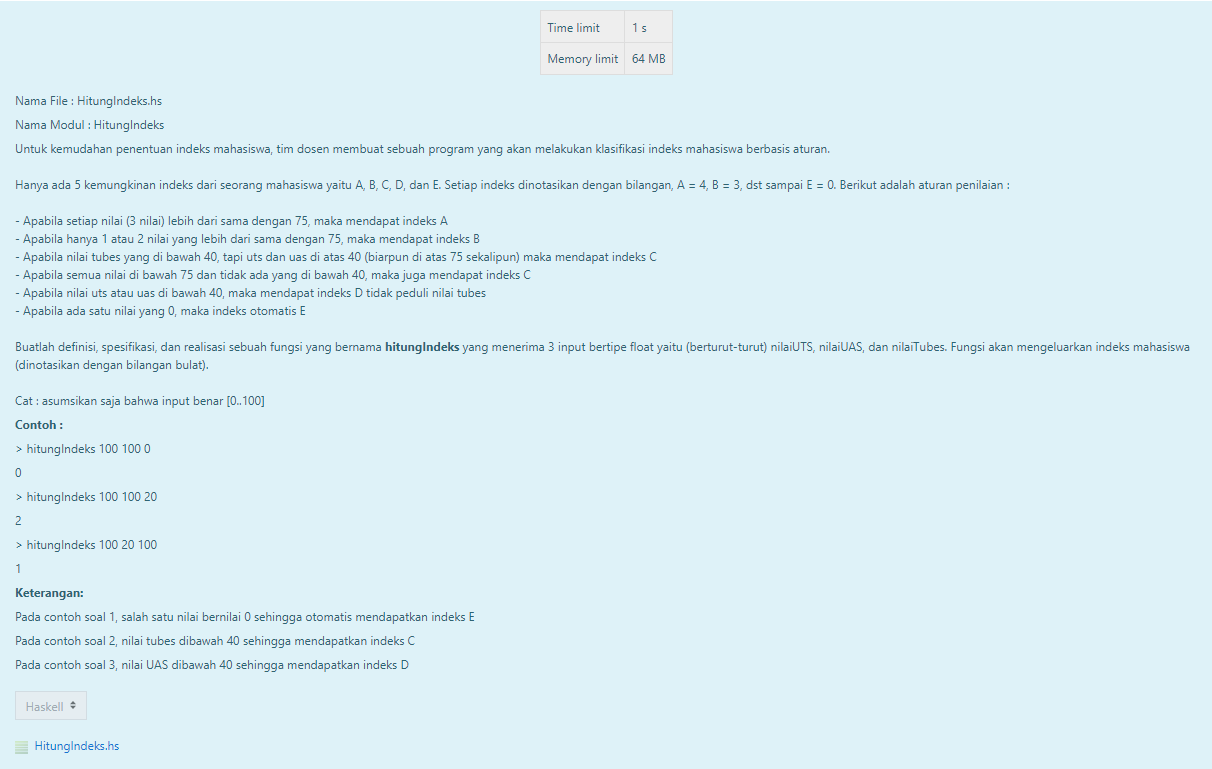 Time limit 1 s
Memory limit 64 MB
Nama File : HitungIndeks.hs
Nama Modul : HitungIndeks
Untuk kemudahan penentuan indeks mahasiswa, tim dosen membuat sebuah program yang akan melakukan klasifikasi indeks mahasiswa berbasis aturan.
Hanya ada 5 kemungkinan indeks dari seorang mahasiswa yaitu A, B, C, D, dan E. Setiap indeks dinotasikan dengan bilangan, A = 4, B = 3, dst sampai E = 0. Berikut adalah aturan penilaian :
- Apabila setiap nilai (3 nilai) lebih dari sama dengan 75, maka mendapat indeks A
- Apabila hanya 1 atau 2 nilai yang lebih dari sama dengan 75, maka mendapat indeks B
- Apabila nilai tubes yang di bawah 40, tapi uts dan uas di atas 40 (biarpun di atas 75 sekalipun) maka mendapat indeks C
- Apabila semua nilai di bawah 75 dan tidak ada yang di bawah 40, maka juga mendapat indeks C
- Apabila nilai uts atau uas di bawah 40, maka mendapat indeks D tidak peduli nilai tubes
- Apabila ada satu nilai yang 0, maka indeks otomatis E
Buatlah definisi, spesifikasi, dan realisasi sebuah fungsi yang bernama hitungIndeks yang menerima 3 input bertipe float yaitu (berturut-turut) nilaiUTS, nilaiUAS, dan nilaiTubes. Fungsi akan mengeluarkan indeks mahasiswa
(dinotasikan dengan bilangan bulat).
Cat : asumsikan saja bahwa input benar [0..100]
Contoh :
> hitungIndeks 100 100 0
0
> hitungIndeks 100 100 20
2
> hitungIndeks 100 20 100
1
Keterangan:
Pada contoh soal 1, salah satu nilai bernilai 0 sehingga otomatis mendapatkan indeks E
Pada contoh soal 2, nilai tubes dibawah 40 sehingga mendapatkan indeks C
Pada contoh soal 3, nilai UAS dibawah 40 sehingga mendapatkan indeks D
Haskell
HitungIndeks.hs